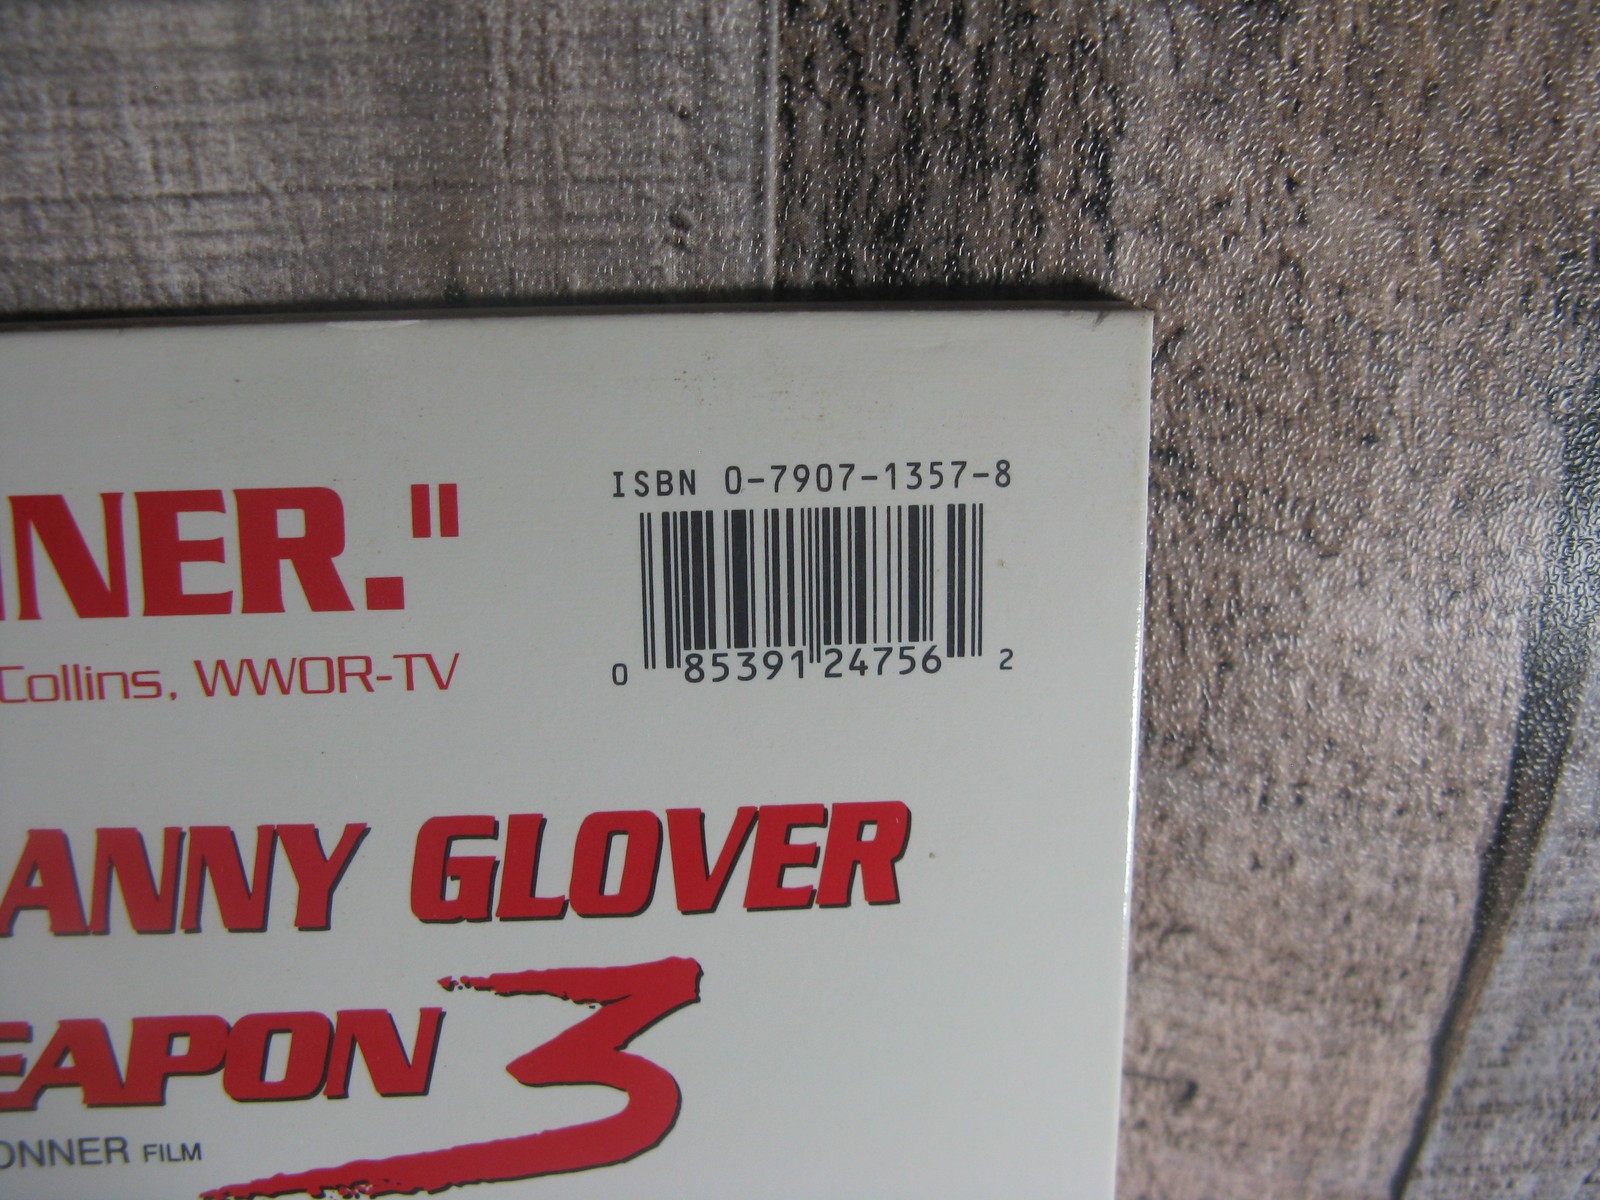 ISBN 0-7907-1357-8
0 85391 24756 2
NER."
Collins, WWOR-TV
ANNY GLOVER
EAPON 3
ONNER FILM